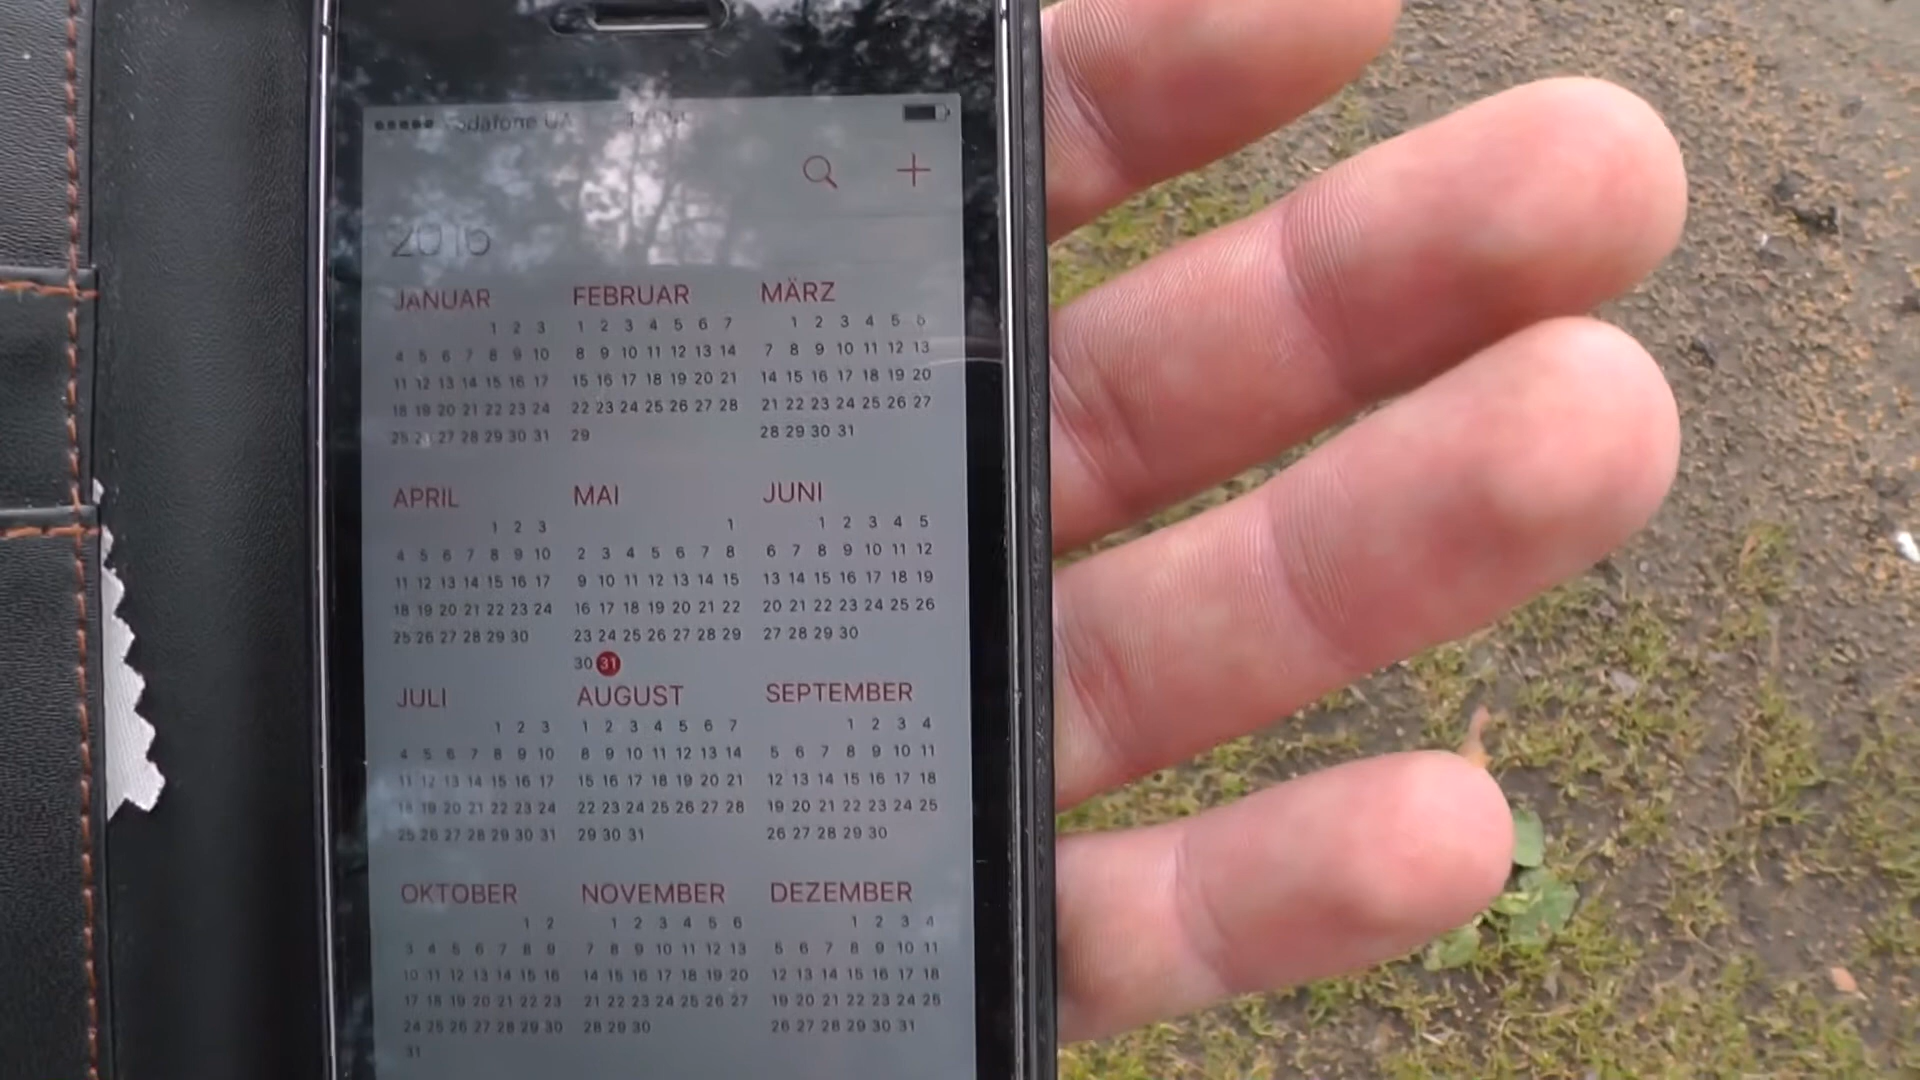 Vodafone UA
2016
JANUAR FEBRUAR MÄRZ
1 2 3 1 2 3 4 5 6 7 1 2 3 4 5 6
4 5 6 7 8 9 10 8 9 10 11 12 13 14 7 8 9 10 11 12 13
11 12 13 14 15 16 17 15 16 17 18 19 20 21 14 15 16 17 18 19 20
18 19 20 21 22 23 24 22 23 24 25 26 27 28 21 22 23 24 25 26 27
25 26 27 28 29 30 31 29 28 29 30 31
APRIL MAI JUNI
1 2 3 1 1 2 3 4 5
4 5 6 7 8 9 10 2 3 4 5 6 7 8 6 7 8 9 10 11 12
11 12 13 14 15 16 17 9 10 11 12 13 14 15 13 14 15 16 17 18 19
18 19 20 21 22 23 24 16 17 18 19 20 21 22 20 21 22 23 24 25 26
25 26 27 28 29 30 23 24 25 26 27 28 29 27 28 29 30
30 31
JULI AUGUST SEPTEMBER
1 2 3 1 2 3 4 5 6 7 1 2 3 4
4 5 6 7 8 9 10 8 9 10 11 12 13 14 5 6 7 8 9 10 11
11 12 13 14 15 16 17 15 16 17 18 19 20 21 12 13 14 15 16 17 18
18 19 20 21 22 23 24 22 23 24 25 26 27 28 19 20 21 22 23 24 25
25 26 27 28 29 30 31 29 30 31 26 27 28 29 30
OKTOBER NOVEMBER DEZEMBER
1 2 1 2 3 4 5 6 1 2 3 4
3 4 5 6 7 8 9 7 8 9 10 11 12 13 5 6 7 8 9 10 11
10 11 12 13 14 15 16 14 15 16 17 18 19 20 12 13 14 15 16 17 18
17 18 19 20 21 22 23 21 22 23 24 25 26 27 19 20 21 22 23 24 25
24 25 26 27 28 29 30 28 29 30 26 27 28 29 30 31
31